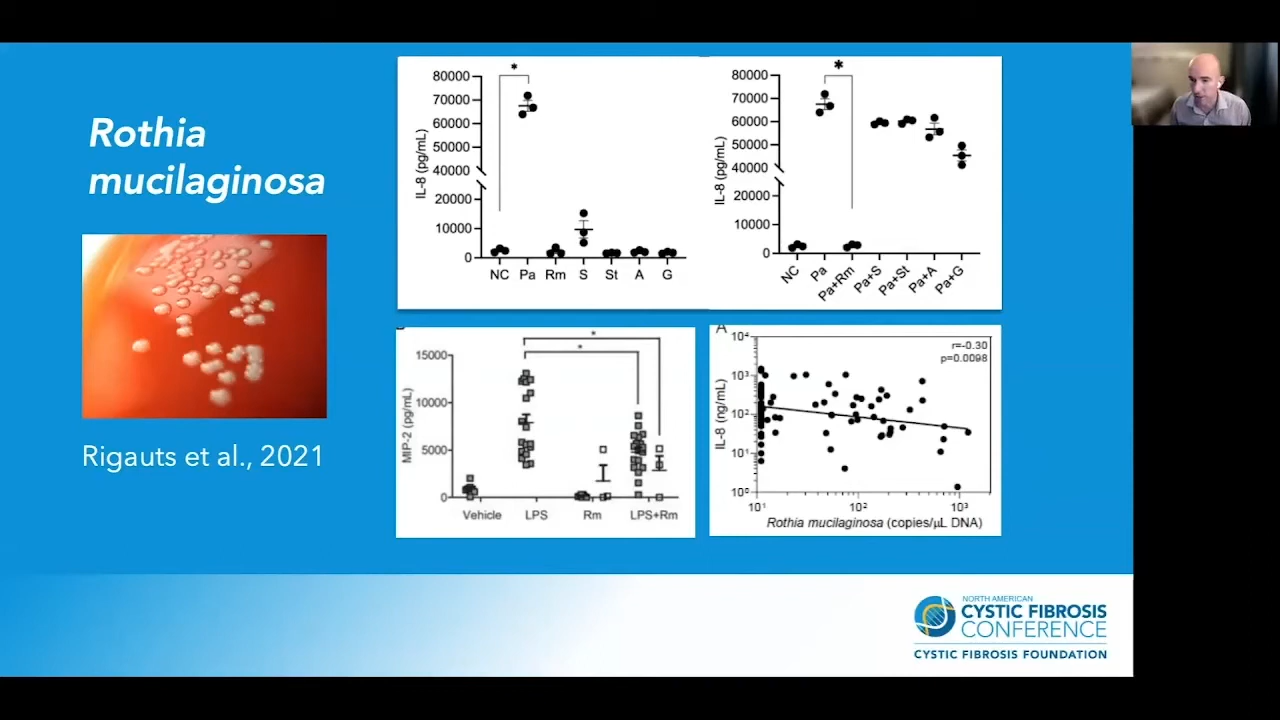 Rothia
mucilaginosa
Rigauts et al., 2021
*
80000
70000
60000
50000
40000
20000
10000
0
IL-8 (pg/mL)
NC Pa Rm S St A G
*
80000
70000
60000
50000
40000
20000
10000
0
IL-8 (pg/mL)
NC Pa Pa+Rm Pa+S Pa+St Pa+A Pa+G
*
*
15000
10000
5000
0
MIP-2 (pg/mL)
Vehicle LPS Rm LPS+Rm
A
r=-0.30
p=0.0098
10⁴
10³
10²
10¹
10⁰
IL-8 (ng/mL)
10¹ 10² 10³
Rothia mucilaginosa (copies/µL DNA)
NORTH AMERICAN
CYSTIC FIBROSIS
CONFERENCE
CYSTIC FIBROSIS FOUNDATION